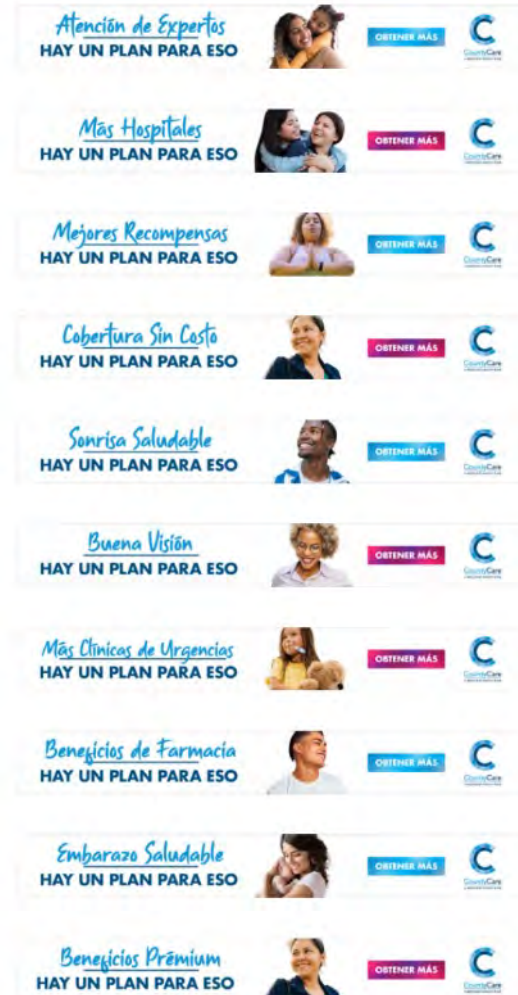 Atención de Expertos
HAY UN PLAN PARA ESO
OBTENER MÁS
CountyCare
Más Hospitales
HAY UN PLAN PARA ESO
OBTENER MÁS
CountyCare
Mejores Recompensas
HAY UN PLAN PARA ESO
OBTENER MÁS
CountyCare
Cobertura Sin Costo
HAY UN PLAN PARA ESO
OBTENER MÁS
CountyCare
Sonrisa Saludable
HAY UN PLAN PARA ESO
OBTENER MÁS
CountyCare
Buena Visión
HAY UN PLAN PARA ESO
OBTENER MÁS
CountyCare
Más Clínicas de Urgencias
HAY UN PLAN PARA ESO
OBTENER MÁS
CountyCare
Beneficios de Farmacia
HAY UN PLAN PARA ESO
OBTENER MÁS
CountyCare
Embarazo Saludable
HAY UN PLAN PARA ESO
OBTENER MÁS
CountyCare
Beneficios Prémium
HAY UN PLAN PARA ESO
OBTENER MÁS
CountyCare